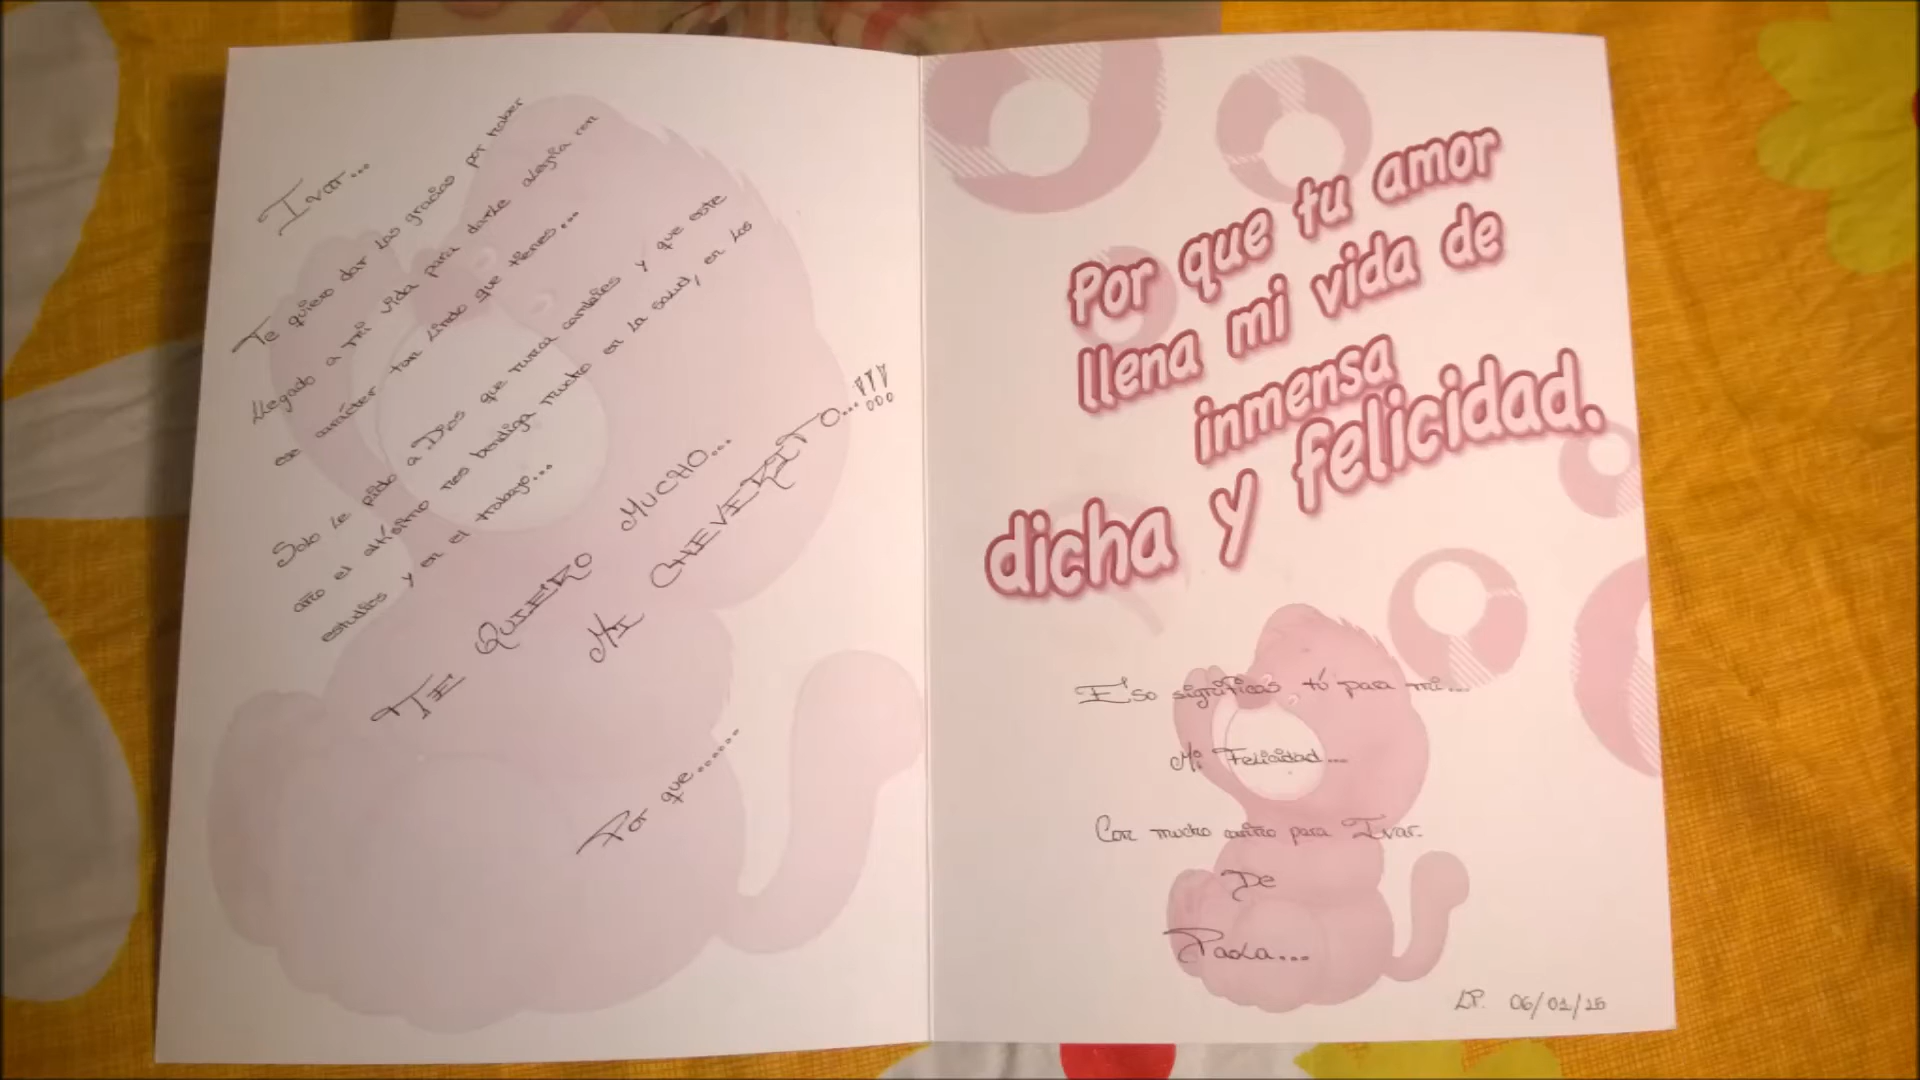 Ivar...
Te quiero dar las gracias por haber
llegado a mi vida para darle alegría con
ese carácter tan lindo que tienes...
Solo le pido a Dios que nunca cambies y que este
año el altísimo nos bendiga mucho en la salud, en los
estudios y en el trabajo...
TE QUIERO MUCHO...
MI CHEVERITO...!!!
Por que......
Por que tu amor
llena mi vida de
inmensa
dicha y felicidad.
Eso significas tú para mi...
Mi Felicidad...
Con mucho cariño para Ivar.
De
Paola...
LP. 06/01/15